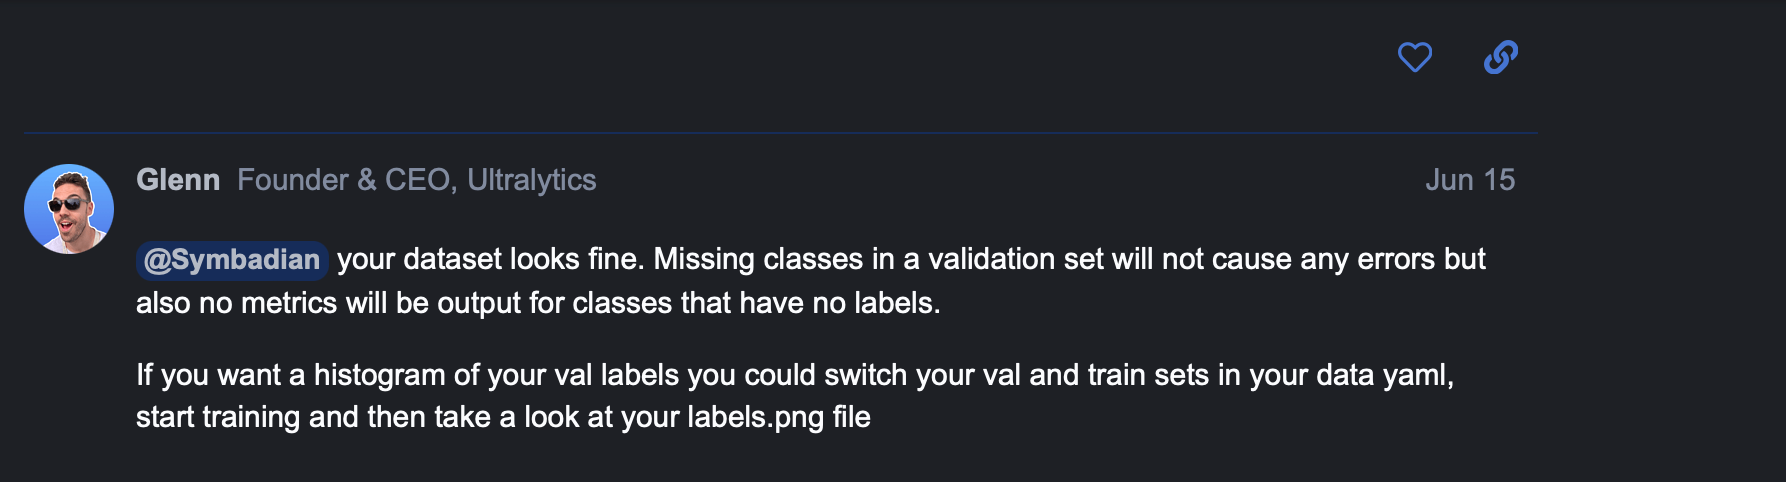 Glenn Founder & CEO, Ultralytics Jun 15
@Symbadian your dataset looks fine. Missing classes in a validation set will not cause any errors but
also no metrics will be output for classes that have no labels.
If you want a histogram of your val labels you could switch your val and train sets in your data yaml,
start training and then take a look at your labels.png file